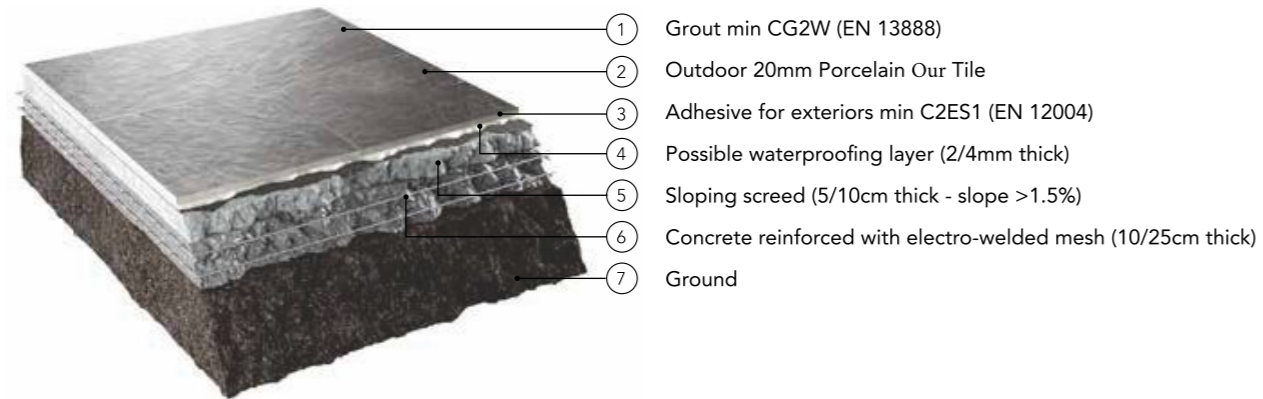 1 Grout min CG2W (EN 13888)
2 Outdoor 20mm Porcelain Our Tile
3 Adhesive for exteriors min C2ES1 (EN 12004)
4 Possible waterproofing layer (2/4mm thick)
5 Sloping screed (5/10cm thick - slope >1.5%)
6 Concrete reinforced with electro-welded mesh (10/25cm thick)
7 Ground